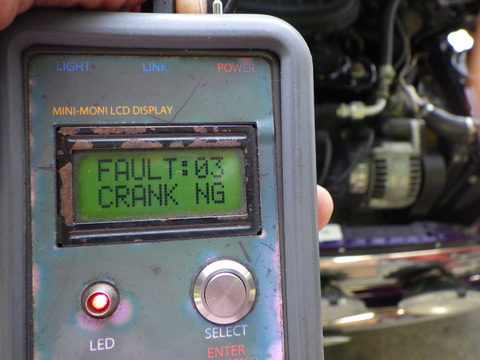 LIGHT LINK POWER
MINI-MONI LCD DISPLAY
FAULT:03
CRANK NG
LED
SELECT
ENTER